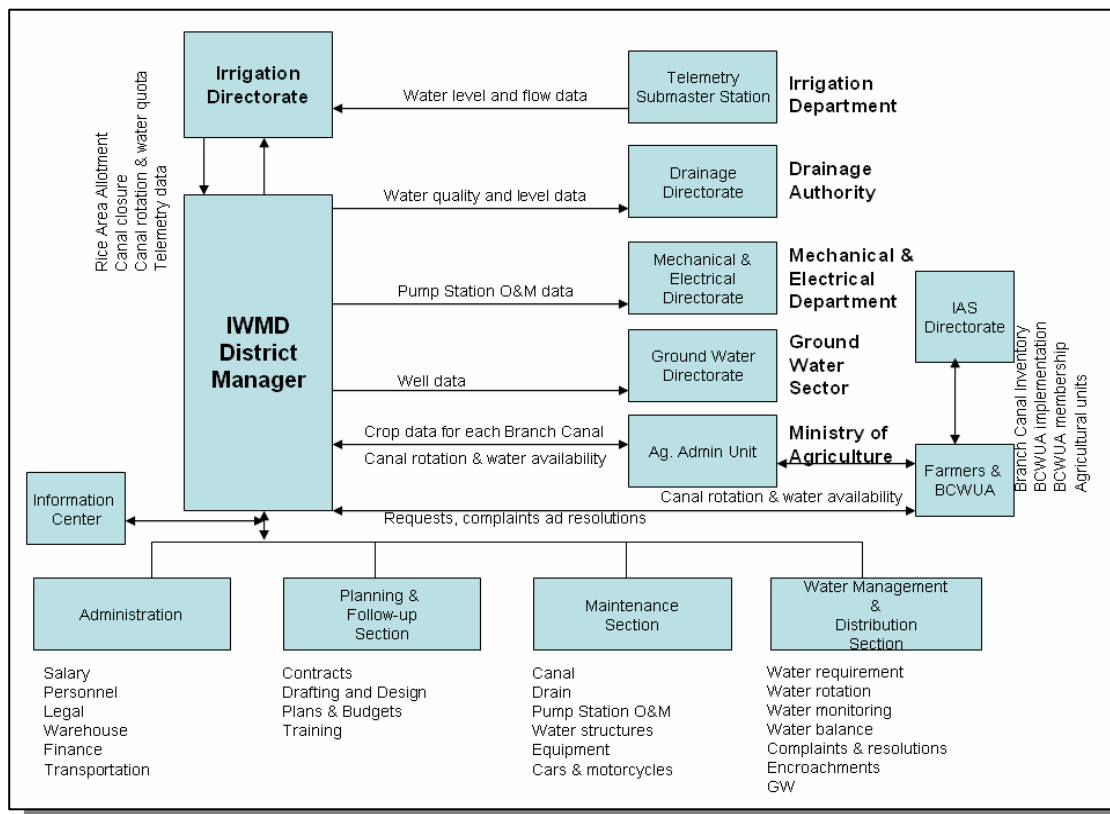 Irrigation
Directorate
Water level and flow data
Telemetry
Submaster Station
Irrigation
Department
Rice Area Allotment
Canal closure
Canal rotation & water quota
Telemetry data
Water quality and level data
Drainage
Directorate
Drainage
Authority
IWMD
District
Manager
Pump Station O&M data
Mechanical &
Electrical
Directorate
Mechanical &
Electrical
Department
IAS
Directorate
Well data
Ground Water
Directorate
Ground
Water
Sector
Branch Canal Inventory
BCWUA implementation
BCWUA membership
Agricultural units
Crop data for each Branch Canal
Canal rotation & water availability
Ag. Admin Unit
Ministry of
Agriculture
Farmers &
BCWUA
Canal rotation & water availability
Requests, complaints ad resolutions
Information
Center
Administration
Planning &
Follow-up
Section
Maintenance
Section
Water Management
&
Distribution
Section
Salary
Personnel
Legal
Warehouse
Finance
Transportation
Contracts
Drafting and Design
Plans & Budgets
Training
Canal
Drain
Pump Station O&M
Water structures
Equipment
Cars & motorcycles
Water requirement
Water rotation
Water monitoring
Water balance
Complaints & resolutions
Encroachments
GW